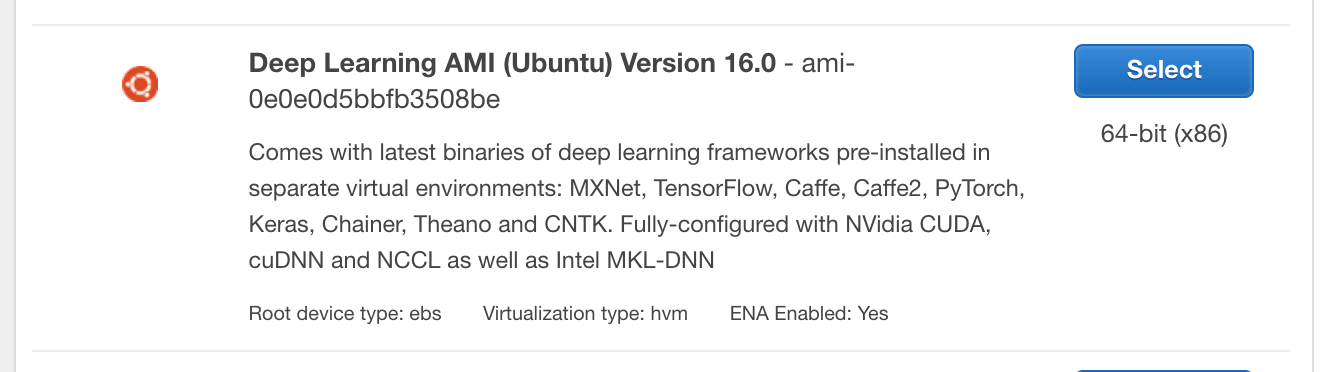 Deep Learning AMI (Ubuntu) Version 16.0 - ami-
0e0e0d5bbfb3508be
Select
64-bit (x86)
Comes with latest binaries of deep learning frameworks pre-installed in
separate virtual environments: MXNet, TensorFlow, Caffe, Caffe2, PyTorch,
Keras, Chainer, Theano and CNTK. Fully-configured with NVidia CUDA,
cuDNN and NCCL as well as Intel MKL-DNN
Root device type: ebs Virtualization type: hvm ENA Enabled: Yes